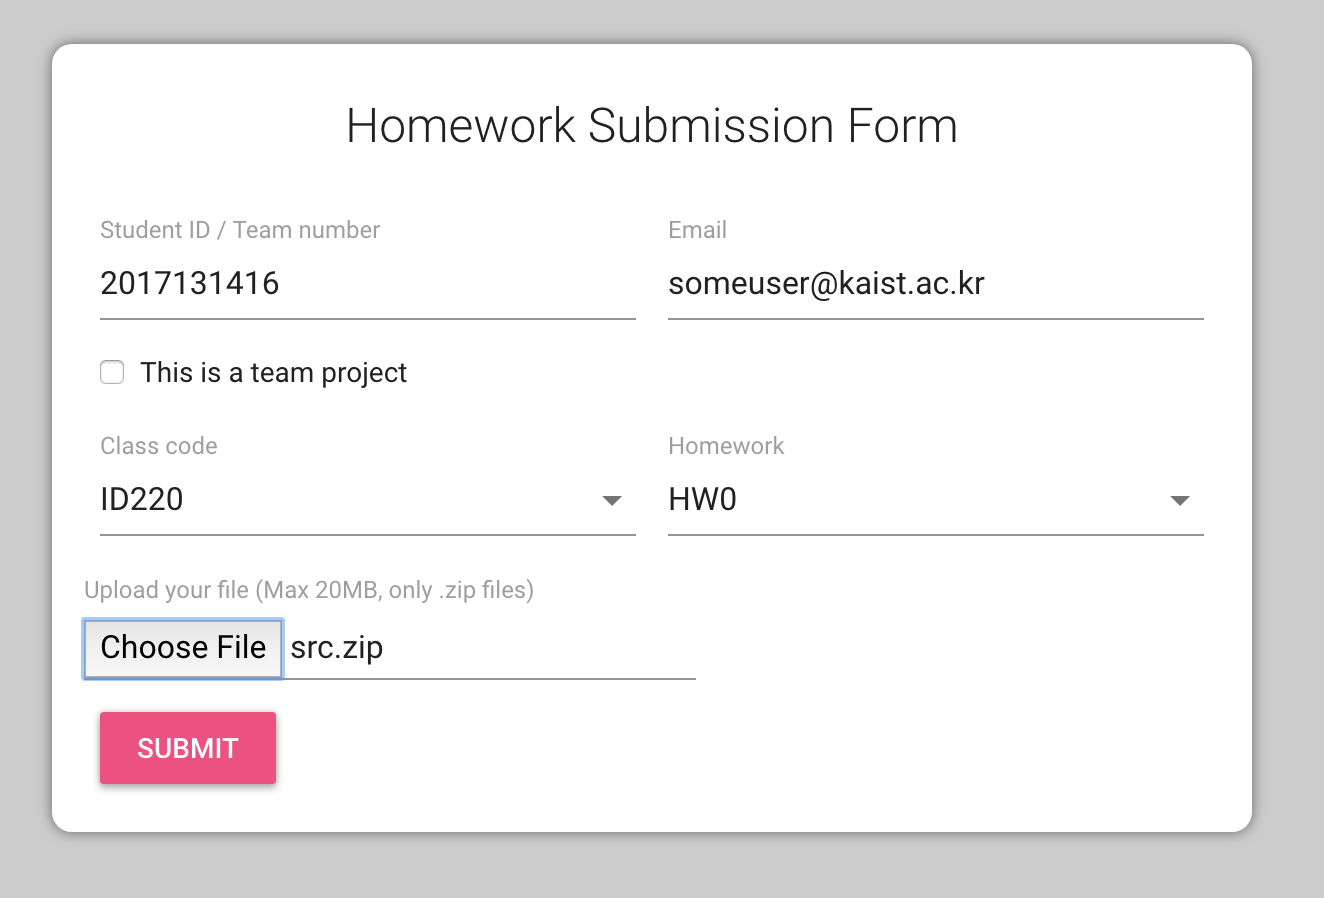 Homework Submission Form
Student ID / Team number
Email
2017131416
someuser@kaist.ac.kr
This is a team project
Class code
Homework
ID220
HW0
Upload your file (Max 20MB, only .zip files)
Choose File src.zip
SUBMIT